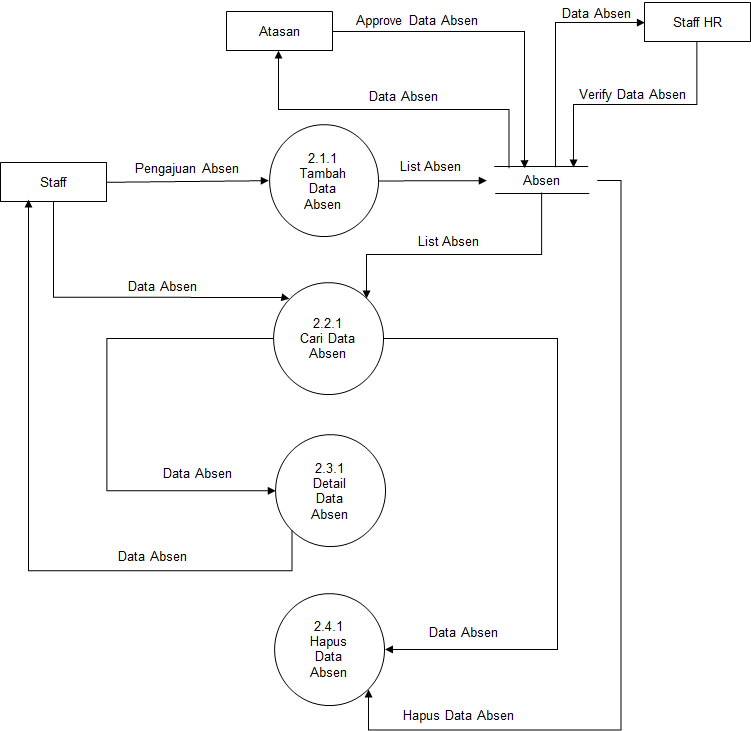 Data Absen
Approve Data Absen
Atasan
Staff HR
Data Absen
Verify Data Absen
2.1.1
Tambah
Data
Absen
Pengajuan Absen
List Absen
Staff
Absen
List Absen
Data Absen
2.2.1
Cari Data
Absen
Data Absen
2.3.1
Detail
Data
Absen
Data Absen
2.4.1
Hapus
Data
Absen
Data Absen
Hapus Data Absen